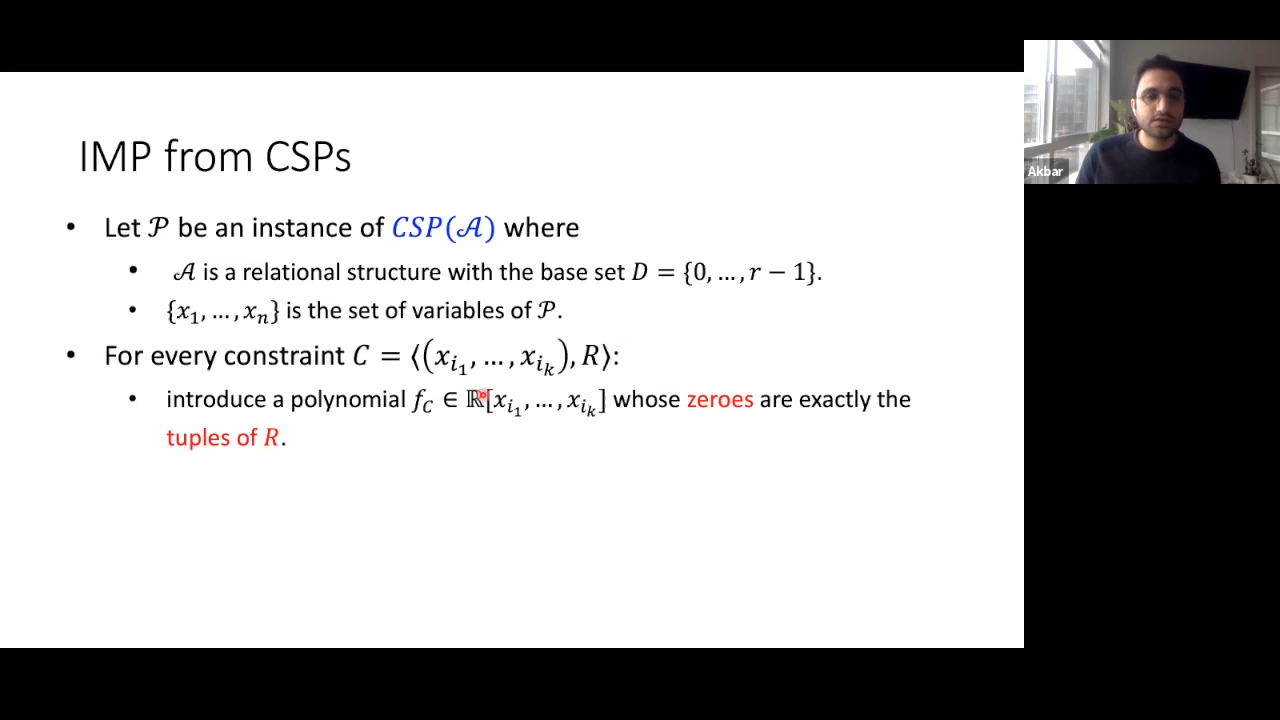 IMP from CSPs
• Let 𝒫 be an instance of CSP(𝒜) where
• 𝒜 is a relational structure with the base set D = {0, … , r − 1}.
• {x₁, … , xₙ} is the set of variables of 𝒫.
• For every constraint C = ⟨(x_{i₁}, … , x_{iₖ}), R⟩:
• introduce a polynomial f_C ∈ ℝ[x_{i₁}, … , x_{iₖ}] whose zeroes are exactly the
tuples of R.
Akbar